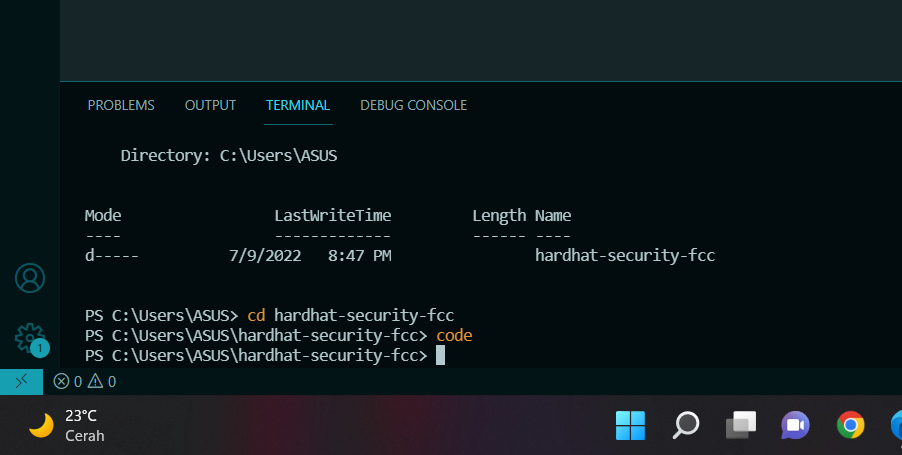 PROBLEMS OUTPUT TERMINAL DEBUG CONSOLE
Directory: C:\Users\ASUS
Mode LastWriteTime Length Name
---- ------------- ------ ----
d----- 7/9/2022 8:47 PM hardhat-security-fcc
PS C:\Users\ASUS> cd hardhat-security-fcc
PS C:\Users\ASUS\hardhat-security-fcc> code
PS C:\Users\ASUS\hardhat-security-fcc>
1
0 0
23°C
Cerah